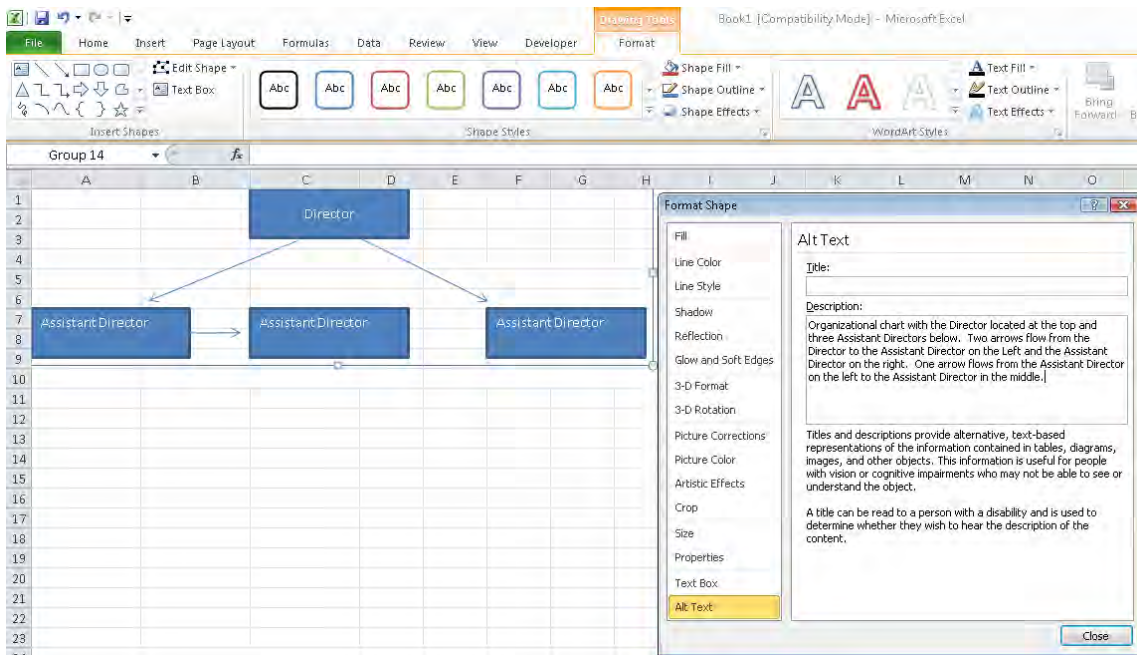 Drawing Tools
Book1 [Compatibility Mode] - Microsoft Excel
File Home Insert Page Layout Formulas Data Review View Developer Format
Edit Shape
Text Box
Insert Shapes
Abc Abc Abc Abc Abc Abc Abc
Shape Styles
Shape Fill
Shape Outline
Shape Effects
A A A
WordArt Styles
Text Fill
Text Outline
Text Effects
Bring
Forward
Group 14
fx
A B C D E F G H I J K L M N O
1
2
3
4
5
6
7
8
9
10
11
12
13
14
15
16
17
18
19
20
21
22
23
Director
Assistant Director
Assistant Director
Assistant Director
Format Shape
Fill
Line Color
Line Style
Shadow
Reflection
Glow and Soft Edges
3-D Format
3-D Rotation
Picture Corrections
Picture Color
Artistic Effects
Crop
Size
Properties
Text Box
Alt Text
Alt Text
Title:
Description:
Organizational chart with the Director located at the top and
three Assistant Directors below. Two arrows flow from the
Director to the Assistant Director on the Left and the Assistant
Director on the right. One arrow flows from the Assistant Director
on the left to the Assistant Director in the middle.
Titles and descriptions provide alternative, text-based
representations of the information contained in tables, diagrams,
images, and other objects. This information is useful for people
with vision or cognitive impairments who may not be able to see or
understand the object.
A title can be read to a person with a disability and is used to
determine whether they wish to hear the description of the
content.
Close